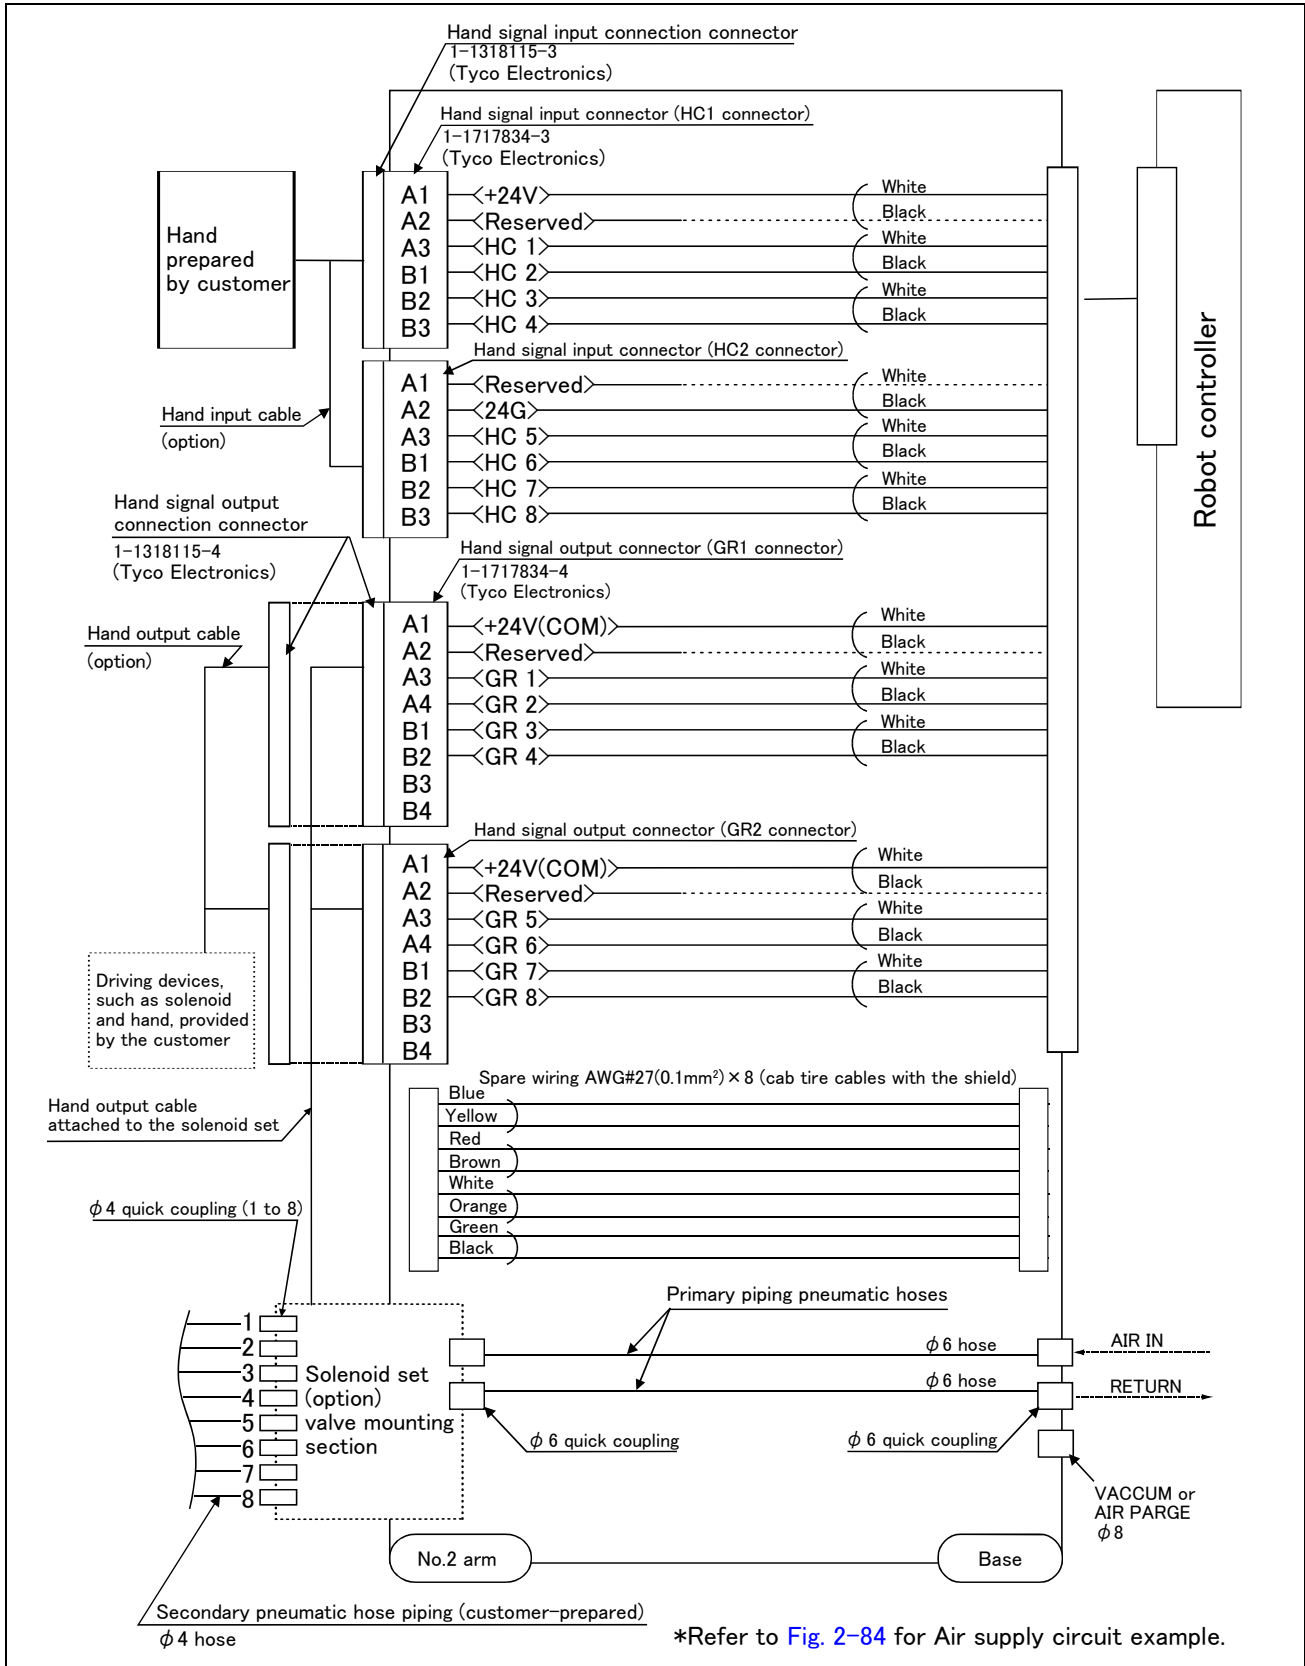 Hand signal input connection connector
1-1318115-3
(Tyco Electronics)
Hand signal input connector (HC1 connector)
1-1717834-3
(Tyco Electronics)
Hand
prepared
by customer
A1 <+24V> White
A2 <Reserved> Black
A3 <HC 1> White
B1 <HC 2> Black
B2 <HC 3> White
B3 <HC 4> Black
Robot controller
Hand signal input connector (HC2 connector)
A1 <Reserved> White
A2 <24G> Black
A3 <HC 5> White
B1 <HC 6> Black
B2 <HC 7> White
B3 <HC 8> Black
Hand input cable
(option)
Hand signal output
connection connector
1-1318115-4
(Tyco Electronics)
Hand signal output connector (GR1 connector)
1-1717834-4
(Tyco Electronics)
A1 <+24V(COM)> White
A2 <Reserved> Black
A3 <GR 1> White
A4 <GR 2> Black
B1 <GR 3> White
B2 <GR 4> Black
B3
B4
Hand output cable
(option)
Hand signal output connector (GR2 connector)
A1 <+24V(COM)> White
A2 <Reserved> Black
A3 <GR 5> White
A4 <GR 6> Black
B1 <GR 7> White
B2 <GR 8> Black
B3
B4
Driving devices,
such as solenoid
and hand, provided
by the customer
Spare wiring AWG#27(0.1mm²)×8 (cab tire cables with the shield)
Blue
Yellow
Red
Brown
White
Orange
Green
Black
Hand output cable
attached to the solenoid set
φ4 quick coupling (1 to 8)
Primary piping pneumatic hoses
1
2
3
4
5
6
7
8
Solenoid set
(option)
valve mounting
section
φ6 hose
AIR IN
φ6 hose
RETURN
φ6 quick coupling
φ6 quick coupling
VACCUM or
AIR PARGE
φ8
No.2 arm
Base
Secondary pneumatic hose piping (customer-prepared)
φ4 hose
*Refer to Fig. 2-84 for Air supply circuit example.